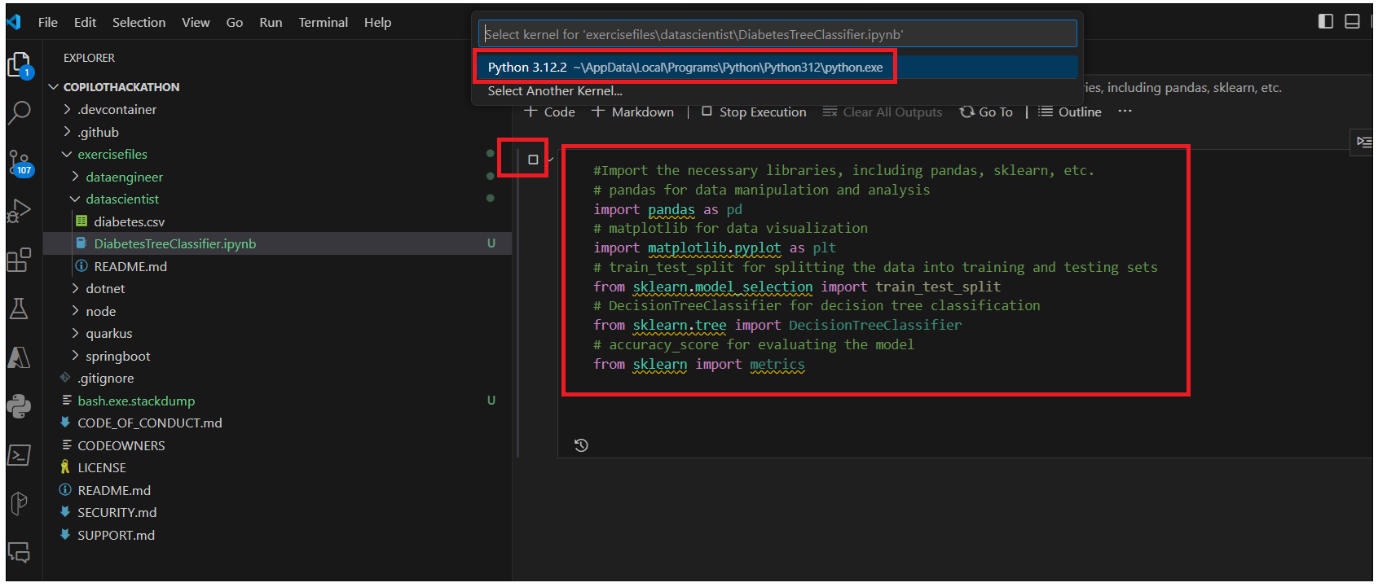 File Edit Selection View Go Run Terminal Help
Select kernel for 'exercisefiles\datascientist\DiabetesTreeClassifier.ipynb'
Python 3.12.2 ~\AppData\Local\Programs\Python\Python312\python.exe
Select Another Kernel...
EXPLORER
1
COPILOTHACKATHON
.devcontainer
.github
exercisefiles
107
dataengineer
datascientist
diabetes.csv
DiabetesTreeClassifier.ipynb U
README.md
dotnet
node
quarkus
springboot
.gitignore
bash.exe.stackdump U
CODE_OF_CONDUCT.md
CODEOWNERS
LICENSE
README.md
SECURITY.md
SUPPORT.md
including pandas, sklearn, etc.
+ Code + Markdown | Stop Execution Clear All Outputs Go To | Outline ...
#Import the necessary libraries, including pandas, sklearn, etc.
# pandas for data manipulation and analysis
import pandas as pd
# matplotlib for data visualization
import matplotlib.pyplot as plt
# train_test_split for splitting the data into training and testing sets
from sklearn.model_selection import train_test_split
# DecisionTreeClassifier for decision tree classification
from sklearn.tree import DecisionTreeClassifier
# accuracy_score for evaluating the model
from sklearn import metrics